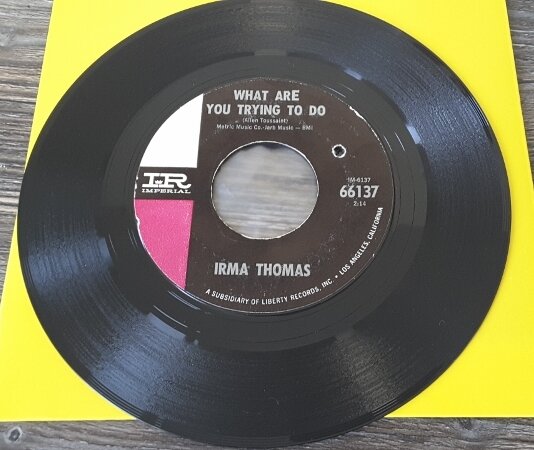 WHAT ARE
YOU TRYING TO DO
(Allen Toussaint)
Metric Music Co.-Jarb Music — BMI
IM-6137
66137
2:14
IR
IMPERIAL
IRMA THOMAS
A SUBSIDIARY OF LIBERTY RECORDS, INC. • LOS ANGELES, CALIFORNIA